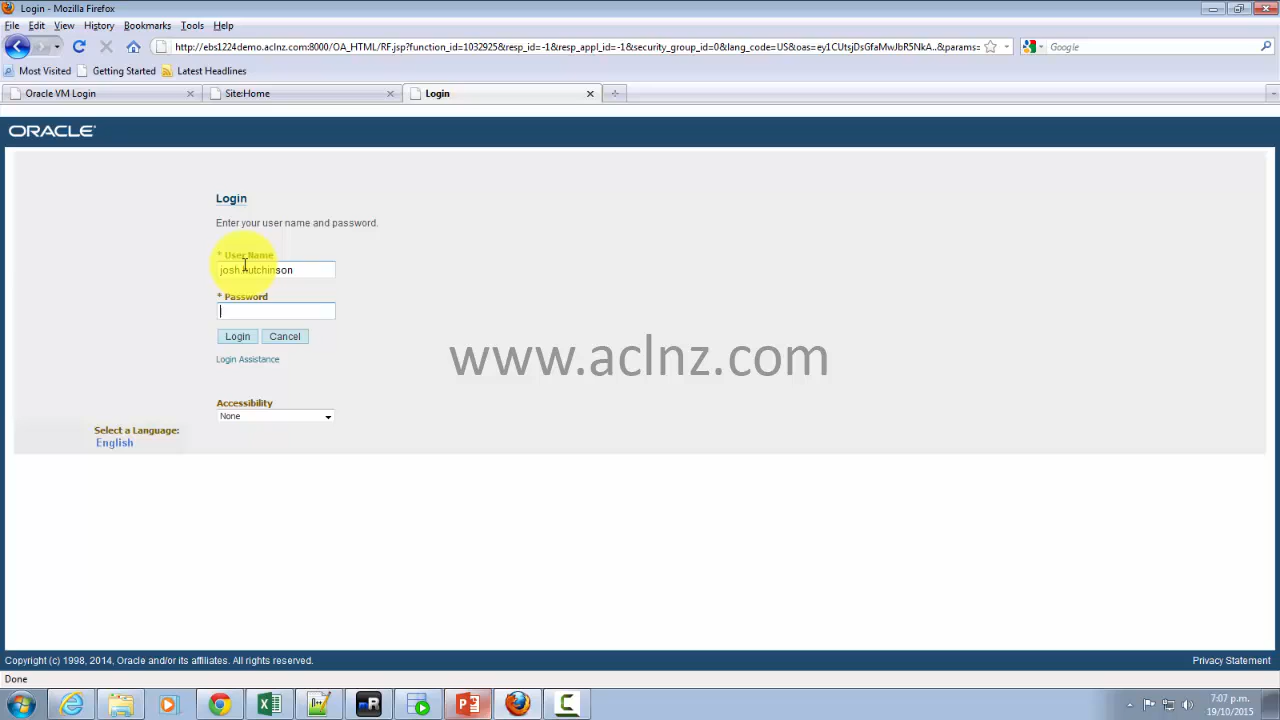 Login - Mozilla Firefox
File Edit View History Bookmarks Tools Help
http://ebs1224demo.aclnz.com:8000/OA_HTML/RF.jsp?function_id=1032925&resp_id=-1&resp_appl_id=-1&security_group_id=0&lang_code=US&oas=ey1CUtsjDsGfaMwJbR5NkA..&params=
Google
Most Visited Getting Started Latest Headlines
Oracle VM Login Site:Home Login
ORACLE
Login
Enter your user name and password.
* User Name
josh.hutchinson
* Password
Login Cancel
Login Assistance
www.aclnz.com
Accessibility
None
Select a Language:
English
Copyright (c) 1998, 2014, Oracle and/or its affiliates. All rights reserved.
Privacy Statement
Done
7:07 p.m.
19/10/2015